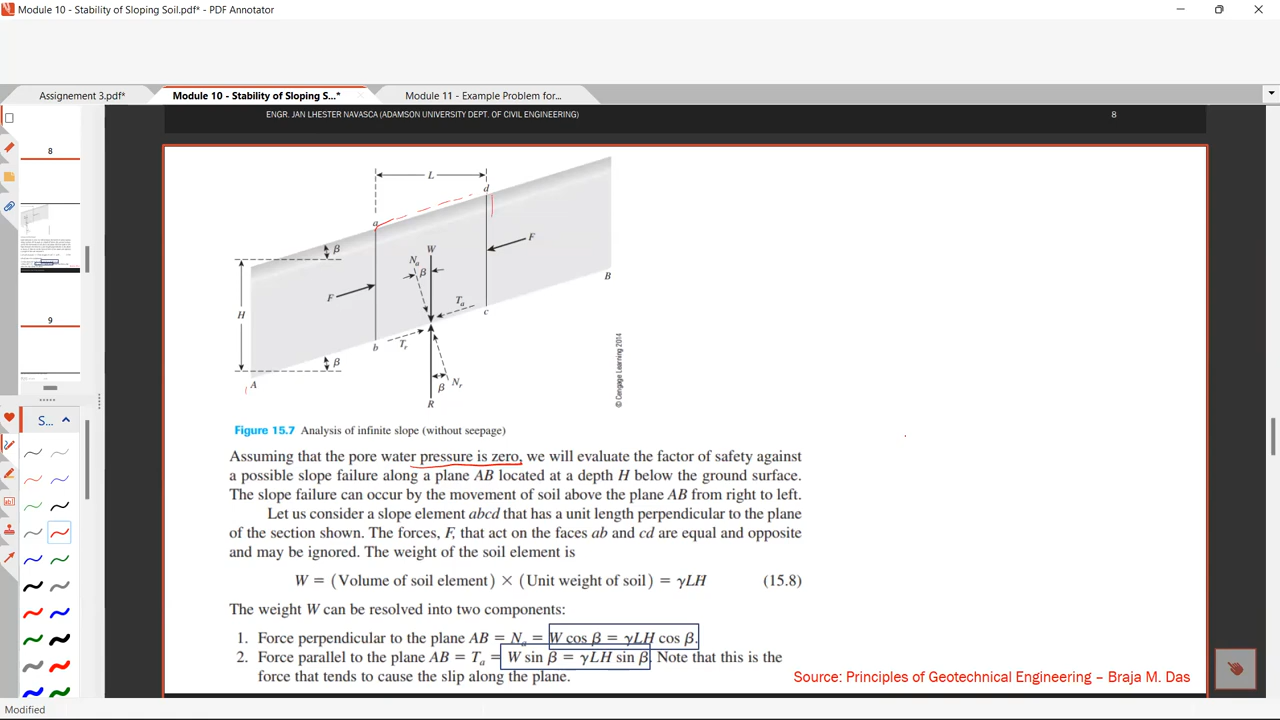 Module 10 - Stability of Sloping Soil.pdf* - PDF Annotator
Assignement 3.pdf*
Module 10 - Stability of Sloping S...*
Module 11 - Example Problem for...
ENGR. JAN LHESTER NAVASCA (ADAMSON UNIVERSITY DEPT. OF CIVIL ENGINEERING)
8
8
9
S...
L
d
a
W
F
β
Na
β
B
H
F
Ta
c
b
Tr
β
A
Nr
β
R
© Cengage Learning 2014
Figure 15.7 Analysis of infinite slope (without seepage)
Assuming that the pore water pressure is zero, we will evaluate the factor of safety against
a possible slope failure along a plane AB located at a depth H below the ground surface.
The slope failure can occur by the movement of soil above the plane AB from right to left.
Let us consider a slope element abcd that has a unit length perpendicular to the plane
of the section shown. The forces, F, that act on the faces ab and cd are equal and opposite
and may be ignored. The weight of the soil element is
W = (Volume of soil element) × (Unit weight of soil) = γLH (15.8)
The weight W can be resolved into two components:
1. Force perpendicular to the plane AB = Na = W cos β = γLH cos β.
2. Force parallel to the plane AB = Ta = W sin β = γLH sin β. Note that this is the
force that tends to cause the slip along the plane.
Source: Principles of Geotechnical Engineering – Braja M. Das
Modified